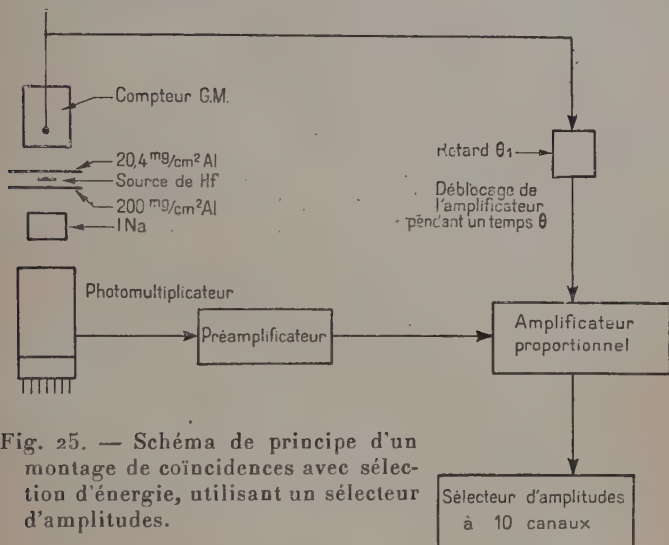 Compteur G.M.
20,4 mg/cm² Al
Source de Hf
200 mg/cm² Al
INa
Retard θ₁
Déblocage de
l'amplificateur
pendant un temps θ
Photomultiplicateur
Préamplificateur
Amplificateur
proportionnel
Fig. 25. — Schéma de principe d'un
montage de coïncidences avec sélec-
tion d'énergie, utilisant un sélecteur
d'amplitudes.
Sélecteur d'amplitudes
à 10 canaux